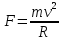 F = mv²/R